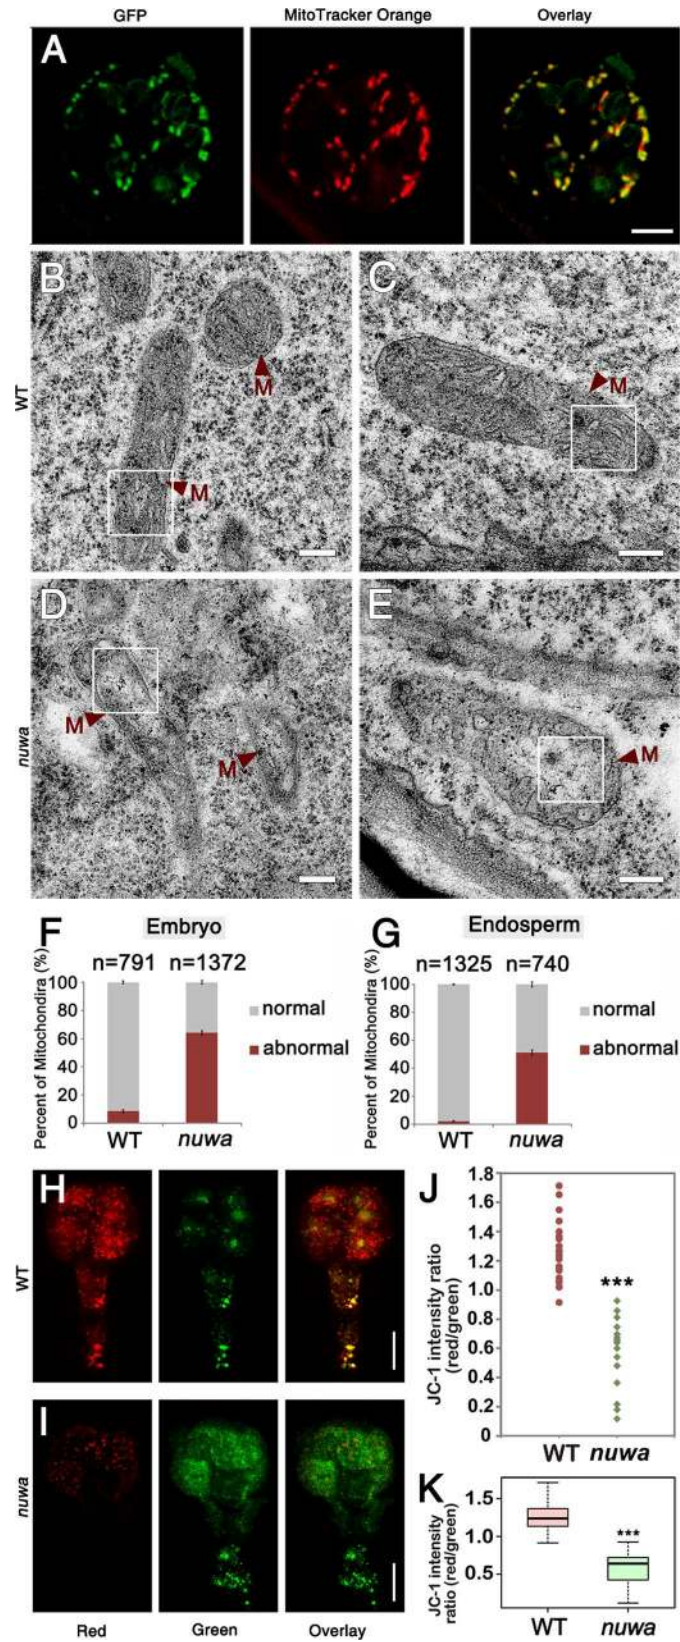 GFP MitoTracker Orange Overlay
A
B C
WT
M
M
M
D E
nuwa
M
M
M
F Embryo
G Endosperm
Percent of Mitochondira (%)
n=791 n=1372
100
80
60
40
20
0
WT nuwa
normal
abnormal
Percent of Mitochondria (%)
n=1325 n=740
100
80
60
40
20
0
WT nuwa
normal
abnormal
H
WT
I
nuwa
Red Green Overlay
J
JC-1 intensity ratio
(red/green)
1.8
1.6
1.4
1.2
1.0
0.8
0.6
0.4
0.2
0
***
WT nuwa
K
JC-1 intensity
ratio (red/green)
1.5
1.0
0.5
***
WT nuwa